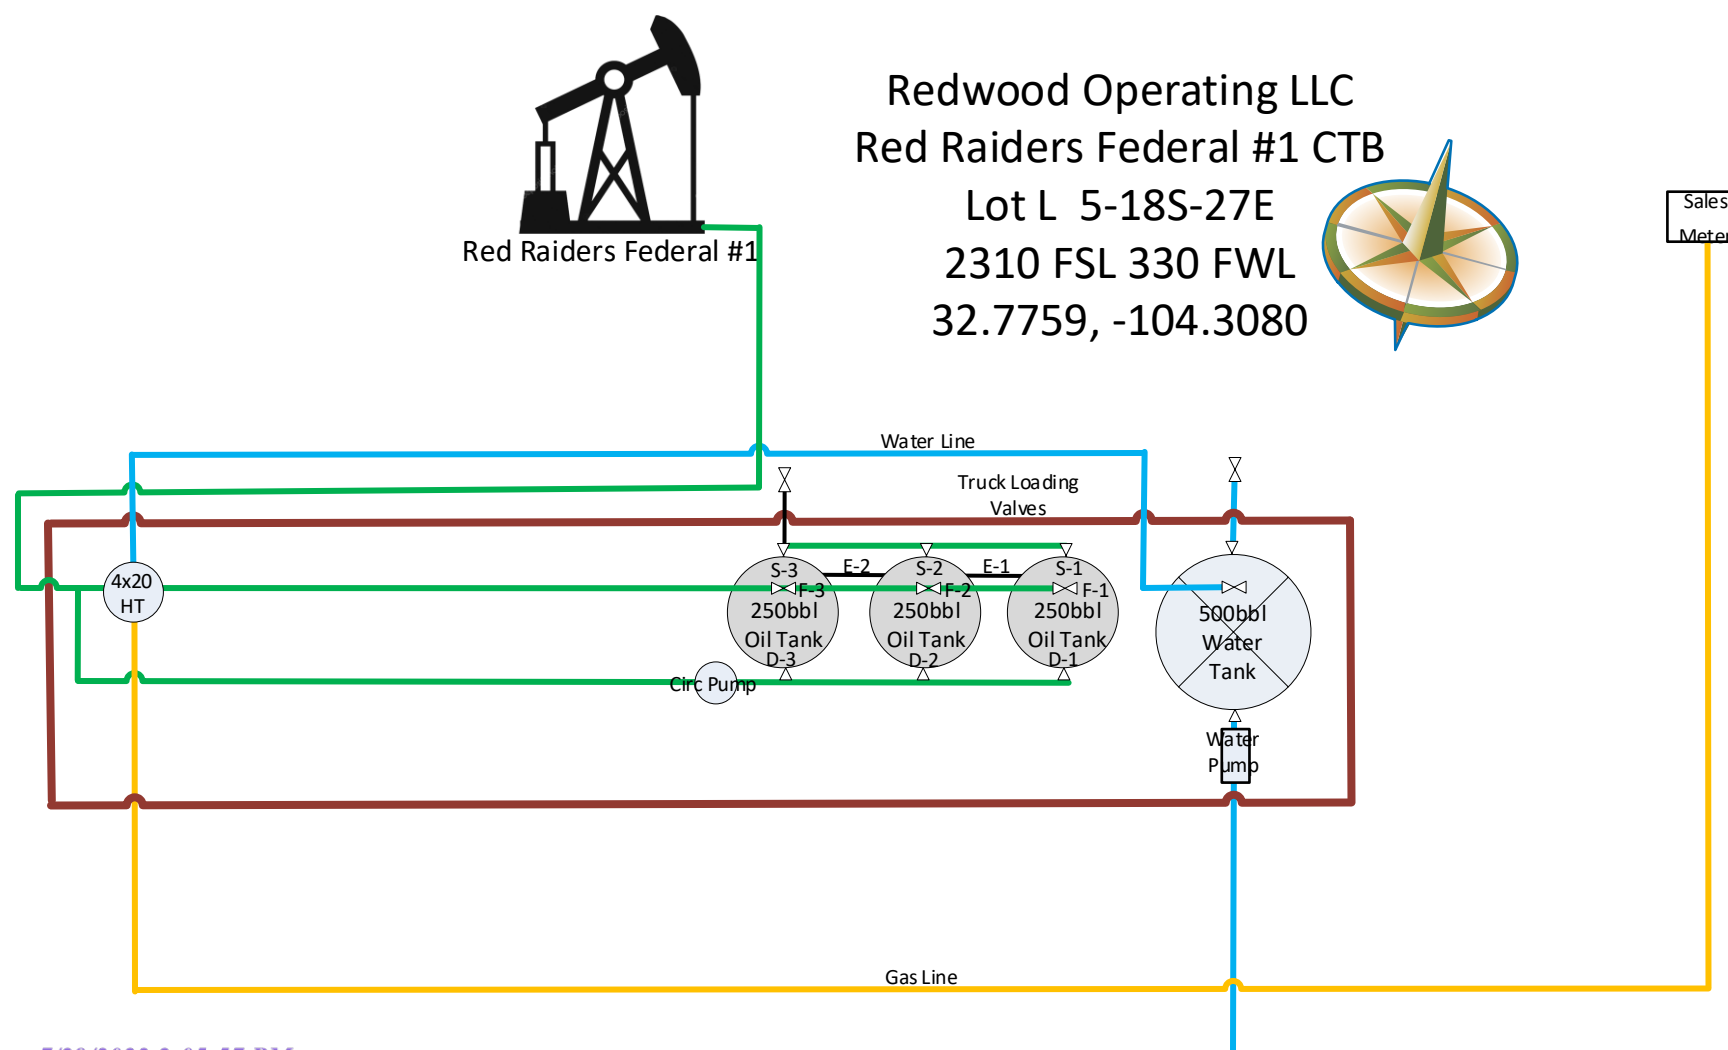 Redwood Operating LLC
Red Raiders Federal #1 CTB
Lot L 5-18S-27E
2310 FSL 330 FWL
32.7759, -104.3080
Sales
Meter
Red Raiders Federal #1
Water Line
Truck Loading
Valves
4x20
HT
S-3
E-2
S-2
E-1
S-1
F-3
F-2
F-1
250bbl
Oil Tank
D-3
250bbl
Oil Tank
D-2
250bbl
Oil Tank
D-1
500bbl
Water
Tank
Circ Pump
Water
Pump
Gas Line